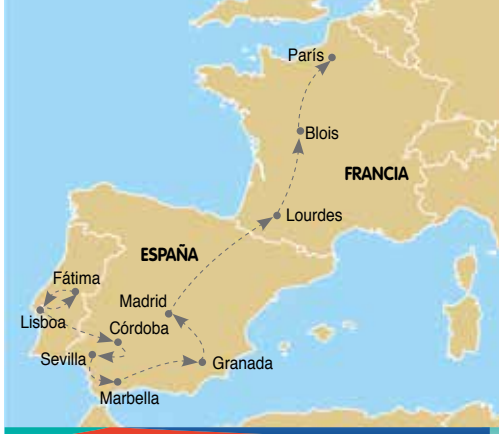 París
Blois
FRANCIA
Lourdes
ESPAÑA
Fátima
Madrid
Lisboa
Córdoba
Sevilla
Granada
Marbella